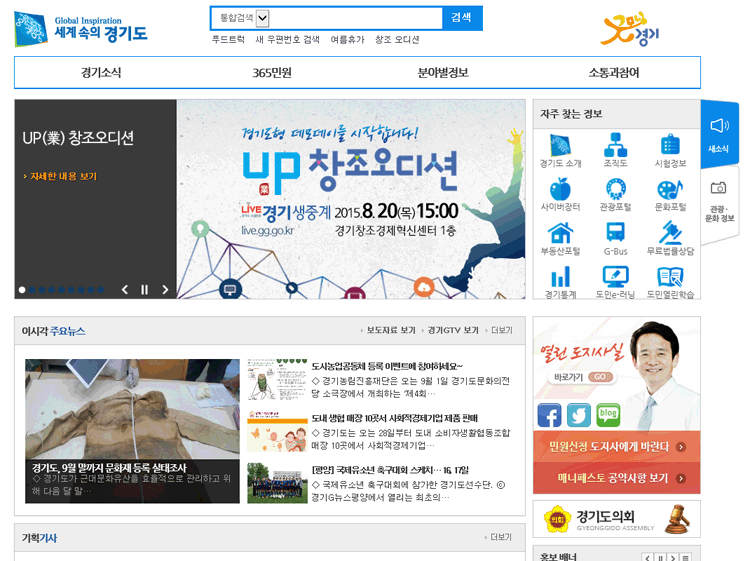 Global Inspiration
세계 속의 경기도
통합검색
검색
푸드트럭 새 우편번호 검색 여름휴가 창조 오디션
굿모닝 경기
경기소식 365민원 분야별정보 소통과참여
UP(業) 창조오디션
자세한 내용 보기
경기도형 데모데이를 시작합니다!
up 창조오디션
業
LIVE 경기 생중계 2015.8.20(목) 15:00
live.gg.go.kr 경기창조경제혁신센터 1층
자주 찾는 정보
경기도 소개 조직도 시험정보
사이버장터 관광포털 문화포털
부동산포털 G-Bus 무료법률상담
경기통계 도민e-러닝 도민열린학습
새소식
관광·
문화 정보
이시각 주요뉴스
보도자료 보기 경기GTV 보기 더보기
경기도, 9월 말까지 문화재 등록 실태조사
◇ 경기도가 근대문화유산을 효율적으로 관리하고 위
해 다음 달 말…
도시농업공동체 등록 이벤트에 참여하세요~
◇ 경기농림진흥재단은 오는 9월 1일 경기도문화의전
당 소극장에서 개최하는 '제4회…
도내 생협 매장 10곳서 사회적경제기업 제품 판매
◇ 경기도는 오는 28일부터 도내 소비자생활협동조합
매장 10곳에서 사회적경제기업…
[평양] 국제유소년 축구대회 스케치… 16, 17일
◇ 국제유소년 축구대회에 참가한 경기도선수단. ⓒ
경기G뉴스평양에서 열리는 최초의…
열린 도지사실
바로가기 GO
blog
민원신청 도지사에게 바란다
매니페스토 공약사항 보기
의회
경기도의회
GYEONGGIDO ASSEMBLY
기획기사
더보기
홍보 배너